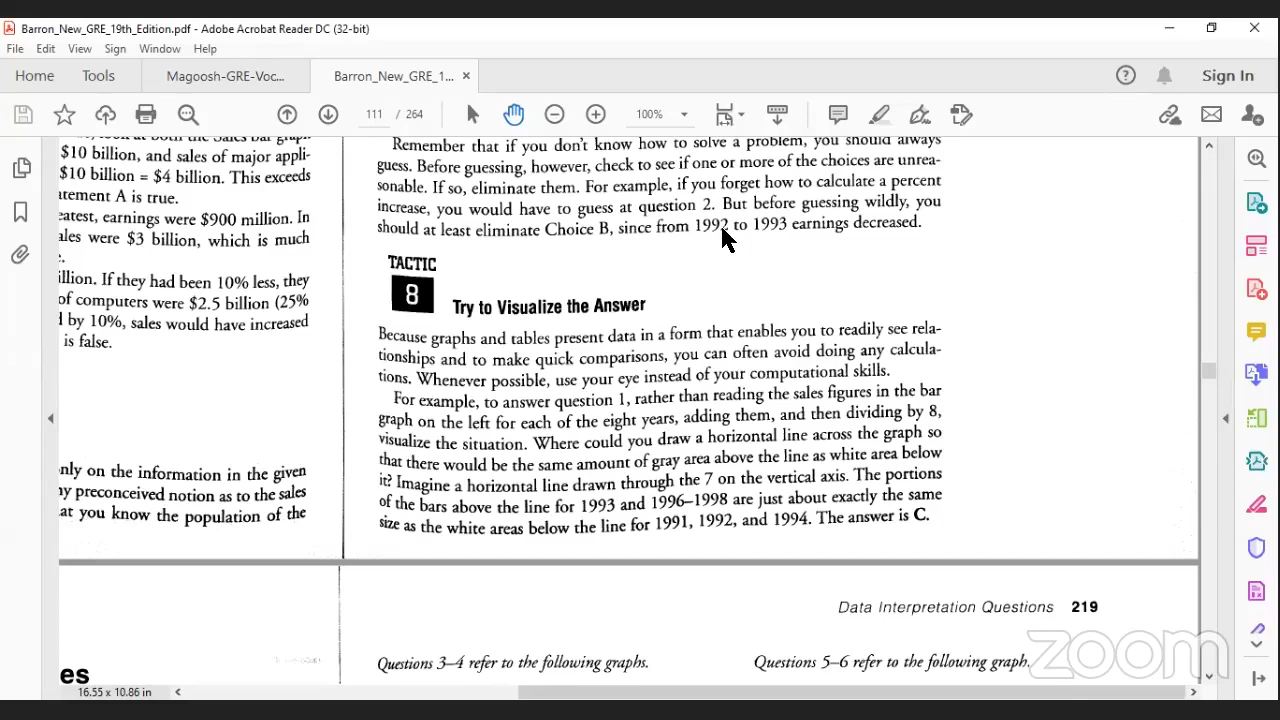 Barron_New_GRE_19th_Edition.pdf - Adobe Acrobat Reader DC (32-bit)
File Edit View Sign Window Help
Home Tools Magoosh-GRE-Voc... Barron_New_GRE_1... Sign In
111 / 264 100%
$10 billion, and sales of major appli-
$10 billion = $4 billion. This exceeds
atement A is true.
eatest, earnings were $900 million. In
ales were $3 billion, which is much
e.
illion. If they had been 10% less, they
of computers were $2.5 billion (25%
d by 10%, sales would have increased
is false.
only on the information in the given
ny preconceived notion as to the sales
at you know the population of the
Remember that if you don't know how to solve a problem, you should always
guess. Before guessing, however, check to see if one or more of the choices are unrea-
sonable. If so, eliminate them. For example, if you forget how to calculate a percent
increase, you would have to guess at question 2. But before guessing wildly, you
should at least eliminate Choice B, since from 1992 to 1993 earnings decreased.
TACTIC
8
Try to Visualize the Answer
Because graphs and tables present data in a form that enables you to readily see rela-
tionships and to make quick comparisons, you can often avoid doing any calcula-
tions. Whenever possible, use your eye instead of your computational skills.
For example, to answer question 1, rather than reading the sales figures in the bar
graph on the left for each of the eight years, adding them, and then dividing by 8,
visualize the situation. Where could you draw a horizontal line across the graph so
that there would be the same amount of gray area above the line as white area below
it? Imagine a horizontal line drawn through the 7 on the vertical axis. The portions
of the bars above the line for 1993 and 1996–1998 are just about exactly the same
size as the white areas below the line for 1991, 1992, and 1994. The answer is C.
Data Interpretation Questions 219
es
Questions 3–4 refer to the following graphs.
Questions 5–6 refer to the following graph.
zoom
16.55 x 10.86 in